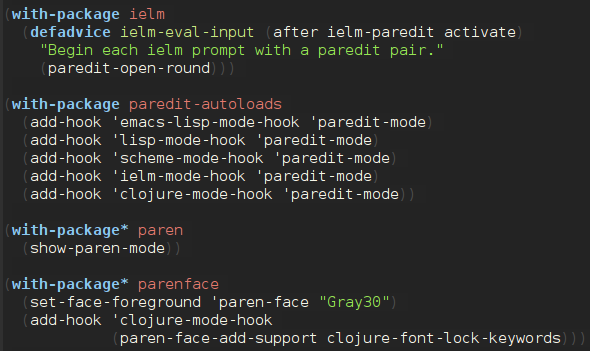 (with-package ielm
  (defadvice ielm-eval-input (after ielm-paredit activate)
    "Begin each ielm prompt with a paredit pair."
    (paredit-open-round)))

(with-package paredit-autoloads
  (add-hook 'emacs-lisp-mode-hook 'paredit-mode)
  (add-hook 'lisp-mode-hook 'paredit-mode)
  (add-hook 'scheme-mode-hook 'paredit-mode)
  (add-hook 'ielm-mode-hook 'paredit-mode)
  (add-hook 'clojure-mode-hook 'paredit-mode))

(with-package* paren
  (show-paren-mode))

(with-package* parenface
  (set-face-foreground 'paren-face "Gray30")
  (add-hook 'clojure-mode-hook
            (paren-face-add-support clojure-font-lock-keywords)))